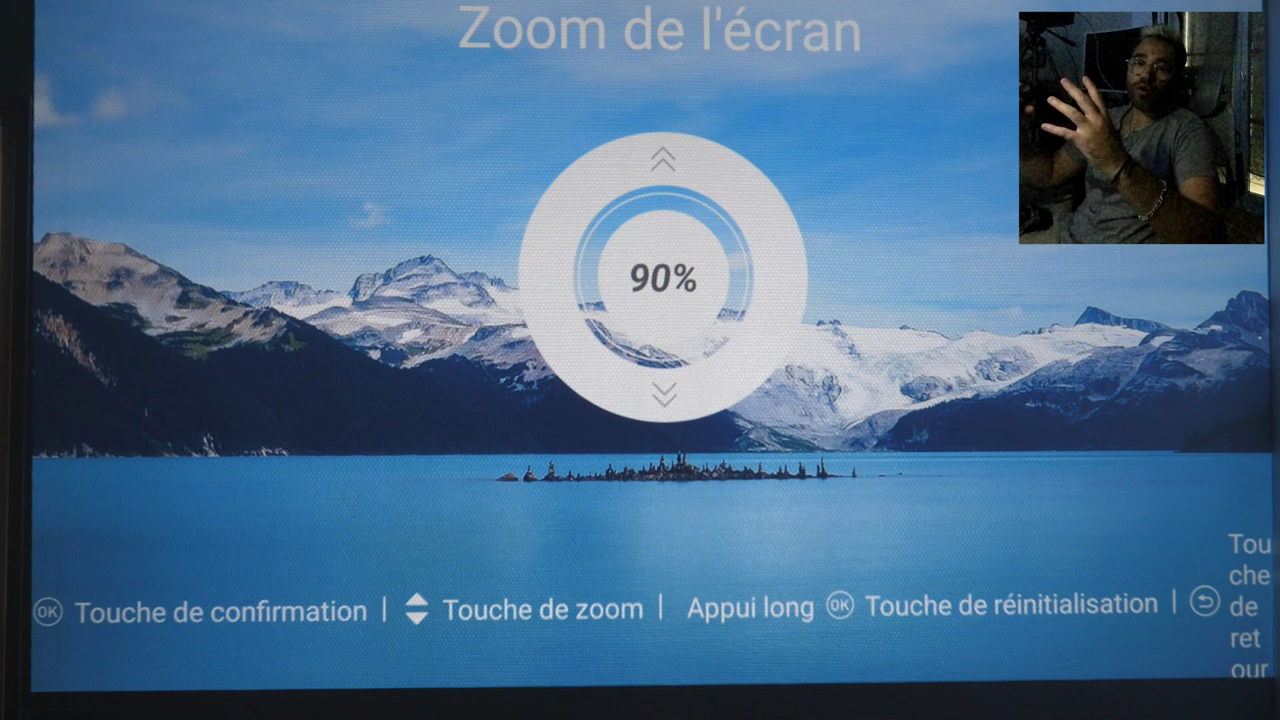 Zoom de l'écran
90%
OK Touche de confirmation | Touche de zoom | Appui long OK Touche de réinitialisation |
Tou
che
de
ret
our